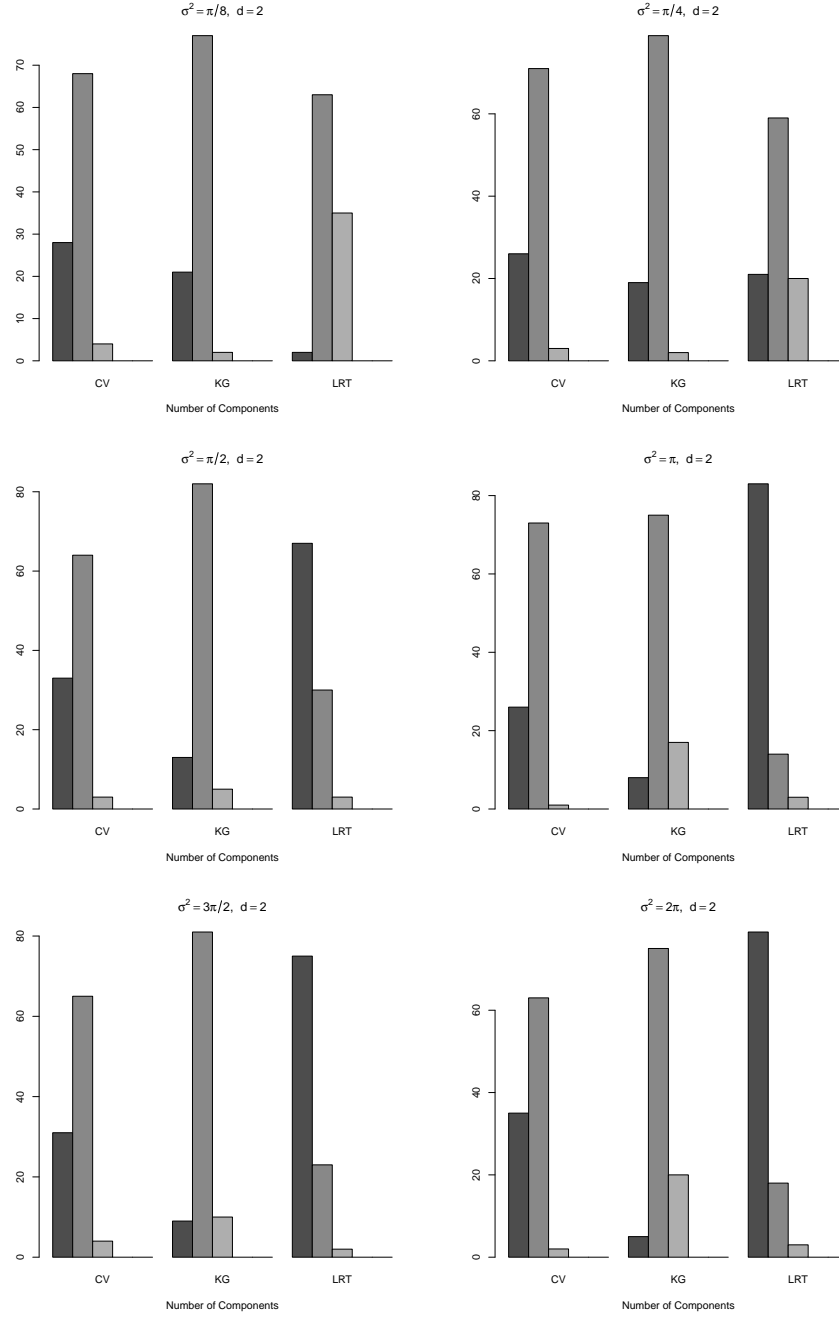 σ² = π/8, d = 2
70
60
50
40
30
20
10
0
CV KG LRT
Number of Components
σ² = π/4, d = 2
60
40
20
0
CV KG LRT
Number of Components
σ² = π/2, d = 2
80
60
40
20
0
CV KG LRT
Number of Components
σ² = π, d = 2
80
60
40
20
0
CV KG LRT
Number of Components
σ² = 3π/2, d = 2
80
60
40
20
0
CV KG LRT
Number of Components
σ² = 2π, d = 2
60
40
20
0
CV KG LRT
Number of Components